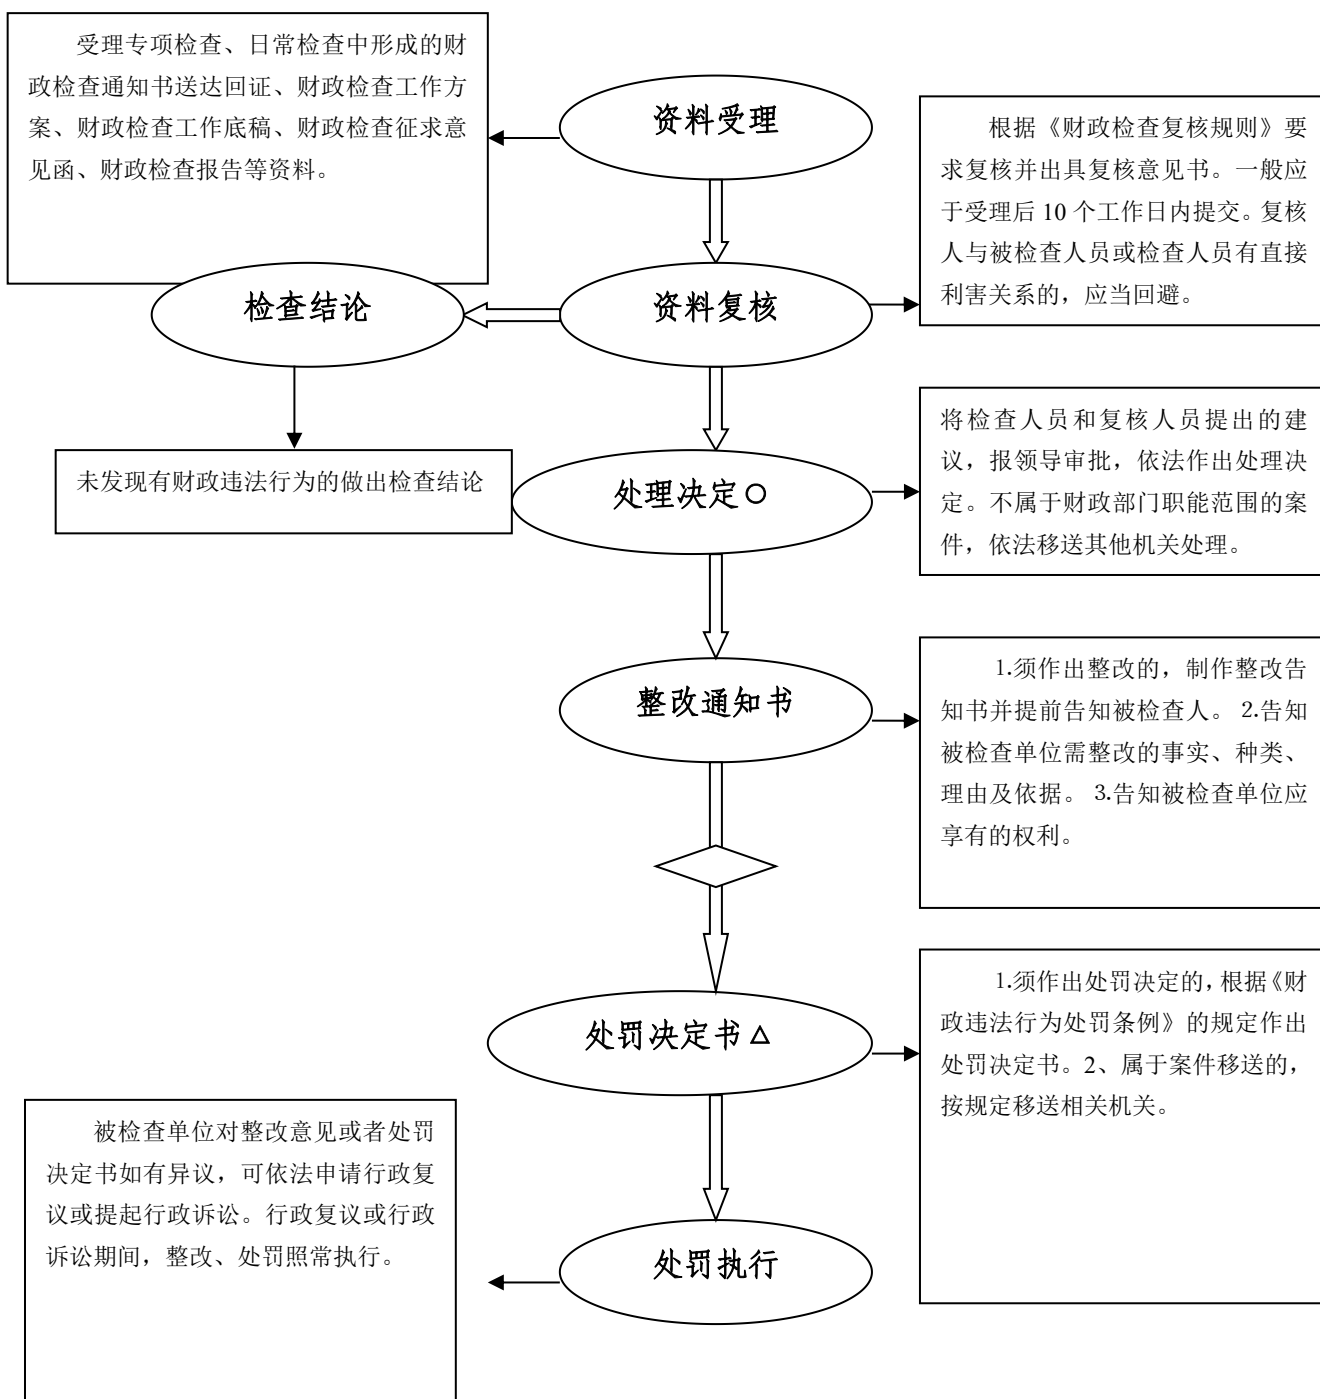 受理专项检查、日常检查中形成的财
政检查通知书送达回证、财政检查工作方
案、财政检查工作底稿、财政检查征求意
见函、财政检查报告等资料。
资料受理
根据《财政检查复核规则》要
求复核并出具复核意见书。一般应
于受理后 10 个工作日内提交。复核
人与被检查人员或检查人员有直接
利害关系的，应当回避。
检查结论
资料复核
未发现有财政违法行为的做出检查结论
处理决定○
将检查人员和复核人员提出的建
议，报领导审批，依法作出处理决
定。不属于财政部门职能范围的案
件，依法移送其他机关处理。
整改通知书
1.须作出整改的，制作整改告
知书并提前告知被检查人。 2.告知
被检查单位需整改的事实、种类、
理由及依据。 3.告知被检查单位应
享有的权利。
处罚决定书△
1.须作出处罚决定的，根据《财
政违法行为处罚条例》的规定作出
处罚决定书。2、属于案件移送的，
按规定移送相关机关。
被检查单位对整改意见或者处罚
决定书如有异议，可依法申请行政复
议或提起行政诉讼。行政复议或行政
诉讼期间，整改、处罚照常执行。
处罚执行